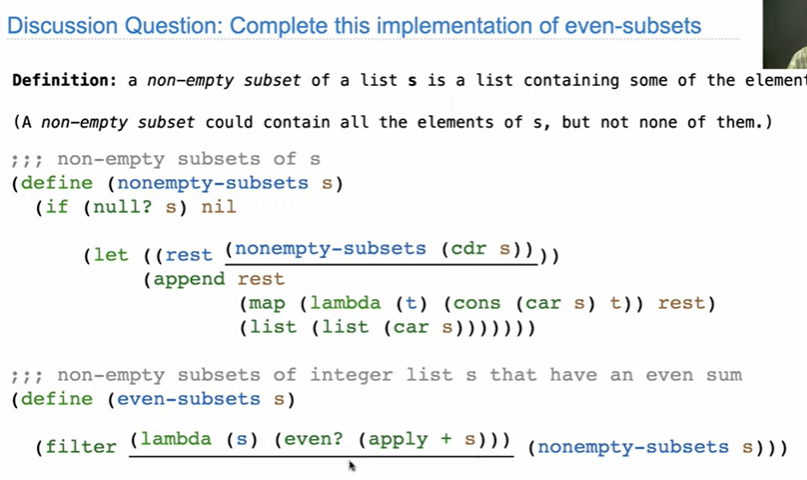 Discussion Question: Complete this implementation of even-subsets
Definition: a non-empty subset of a list s is a list containing some of the
(A non-empty subset could contain all the elements of s, but not none of them.)
;;; non-empty subsets of s
(define (nonempty-subsets s)
(if (null? s) nil
(let ((rest (nonempty-subsets (cdr s))))
(append rest
(map (lambda (t) (cons (car s) t)) rest)
(list (list (car s)))))))
;;; non-empty subsets of integer list s that have an even sum
(define (even-subsets s)
(filter (lambda (s) (even? (apply + s))) (nonempty-subsets s)))